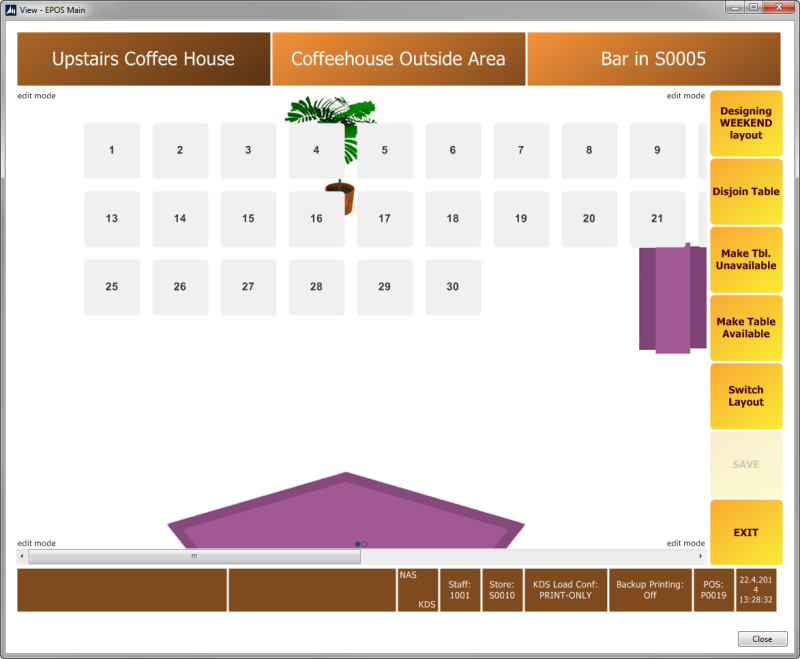 View - EPOS Main
Upstairs Coffee House
Coffeehouse Outside Area
Bar in S0005
edit mode
edit mode
1 2 3 4 5 6 7 8 9
13 14 15 16 17 18 19 20 21
25 26 27 28 29 30
Designing
WEEKEND
layout
Disjoin Table
Make Tbl.
Unavailable
Make Table
Available
Switch
Layout
SAVE
EXIT
edit mode
edit mode
NAS
KDS
Staff:
1001
Store:
S0010
KDS Load Conf:
PRINT-ONLY
Backup Printing:
Off
POS:
P0019
22.4.201
4
13:28:32
Close